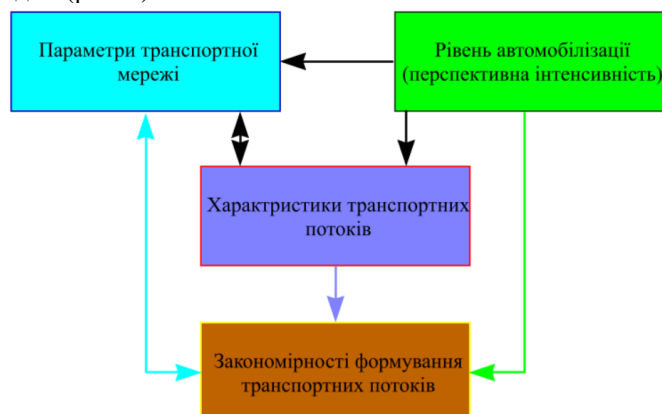 Параметри транспортної
мережі
Рівень автомобілізації
(перспективна інтенсивність)
Характристики транспортних
потоків
Закономірності формування
транспортних потоків